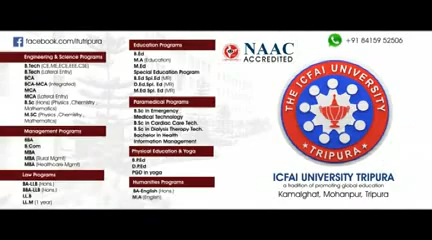 facebook.com/itutripura
Engineering & Science Programs
B.Tech (CE,ME,ECE,EEE,CSE)
B.Tech (Lateral Entry)
BCA
BCA-MCA (Integrated)
MCA
MCA (Lateral Entry)
B.Sc (Hons) (Physics ,Chemistry ,
Mathematics)
M.SC (Physics ,Chemistry ,
Mathematics)
Management Programs
BBA
B.Com
MBA
MBA (Rural Mgmt)
MBA (Healthcare Mgmt)
Law Programs
BA-LLB (Hons.)
BBA-LLB (Hons.)
LL.B
LL.M (1 year)
Education Programs
B.Ed
M.A (Education)
M.Ed
Special Education Program
B.Ed Spl. Ed (MR)
D.Ed.Spl. Ed (MR)
M.Ed Spl. Ed (MR)
Paramedical Programs
B.Sc in Emergency
Medical Technology
B.Sc in Cardiac Care Tech.
B.Sc in Dialysis Therapy Tech.
Bachelor in Health
Information Management
Physical Education & Yoga
B.P.Ed
D.P.Ed
PGD in yoga
Humanities Programs
BA-English (Hons.)
M.A (English)
NAAC
ACCREDITED
+91 84159 52506
THE ICFAI UNIVERSITY
TRIPURA
ICFAI UNIVERSITY TRIPURA
a tradition of promoting global education
Kamalghat, Mohanpur, Tripura